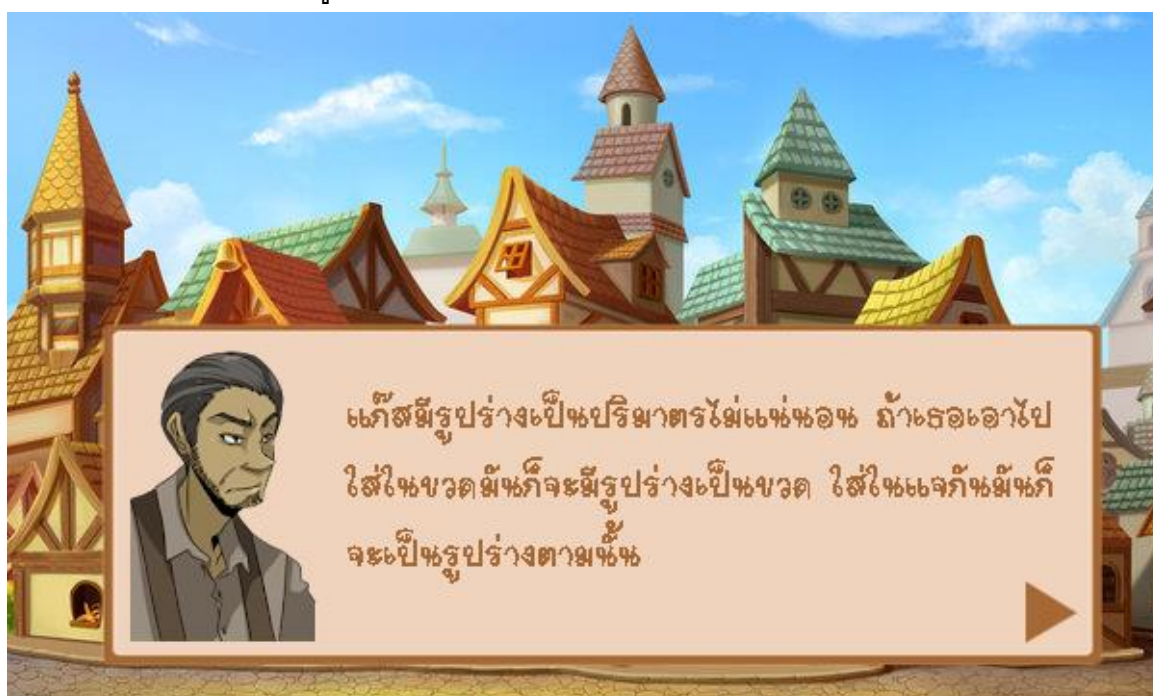 แก๊สมีรูปร่างเป็นปริมาตรไม่แน่นอน ถ้าเธอเอาไป
ใส่ในขวดมันก็จะมีรูปร่างเป็นขวด ใส่ในแจกันมันก็
จะเป็นรูปร่างตามนั้น